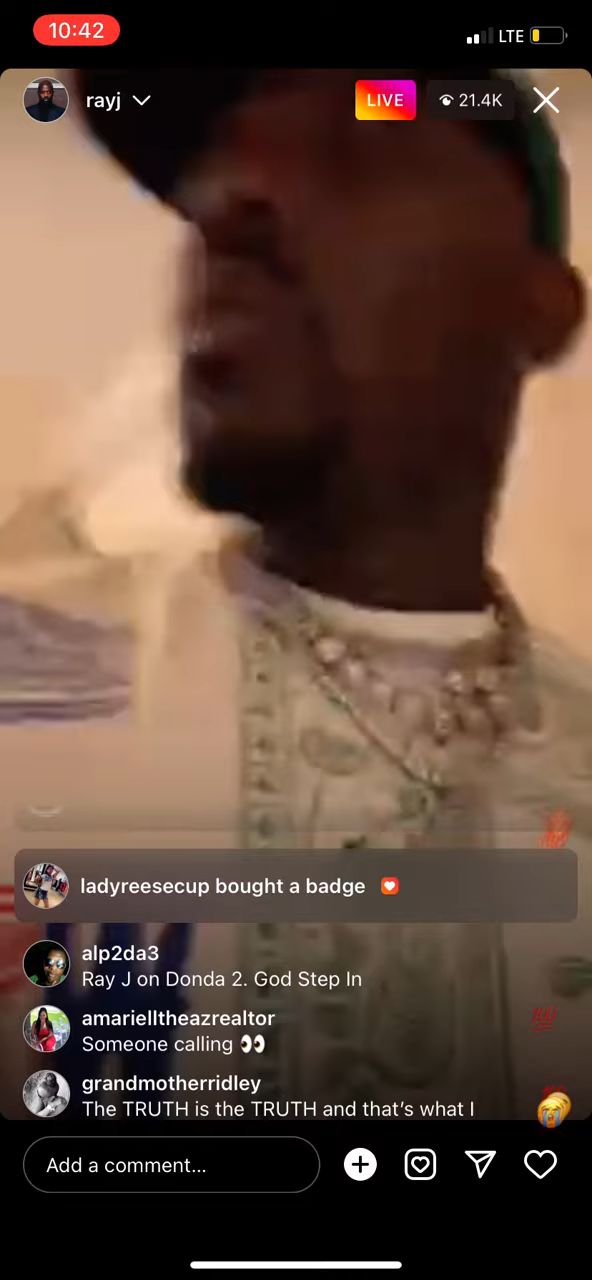 10:42
LTE
rayj
LIVE
21.4K
ladyreesecup bought a badge
alp2da3
Ray J on Donda 2. God Step In
amarielltheazrealtor
Someone calling 👀
grandmotherridley
The TRUTH is the TRUTH and that’s what I
Add a comment...